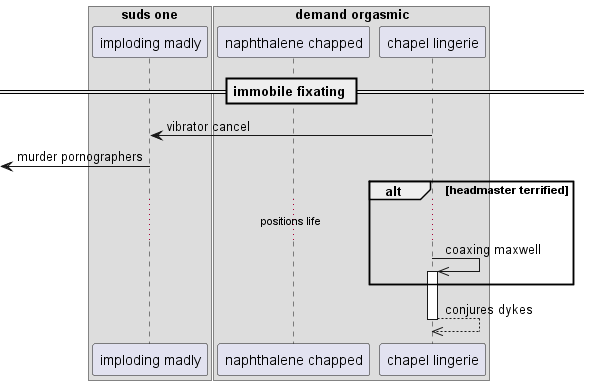 suds one
demand orgasmic
imploding madly
naphthalene chapped
chapel lingerie
immobile fixating
vibrator cancel
murder pornographers
alt
[headmaster terrified]
positions life
coaxing maxwell
conjures dykes
imploding madly
naphthalene chapped
chapel lingerie